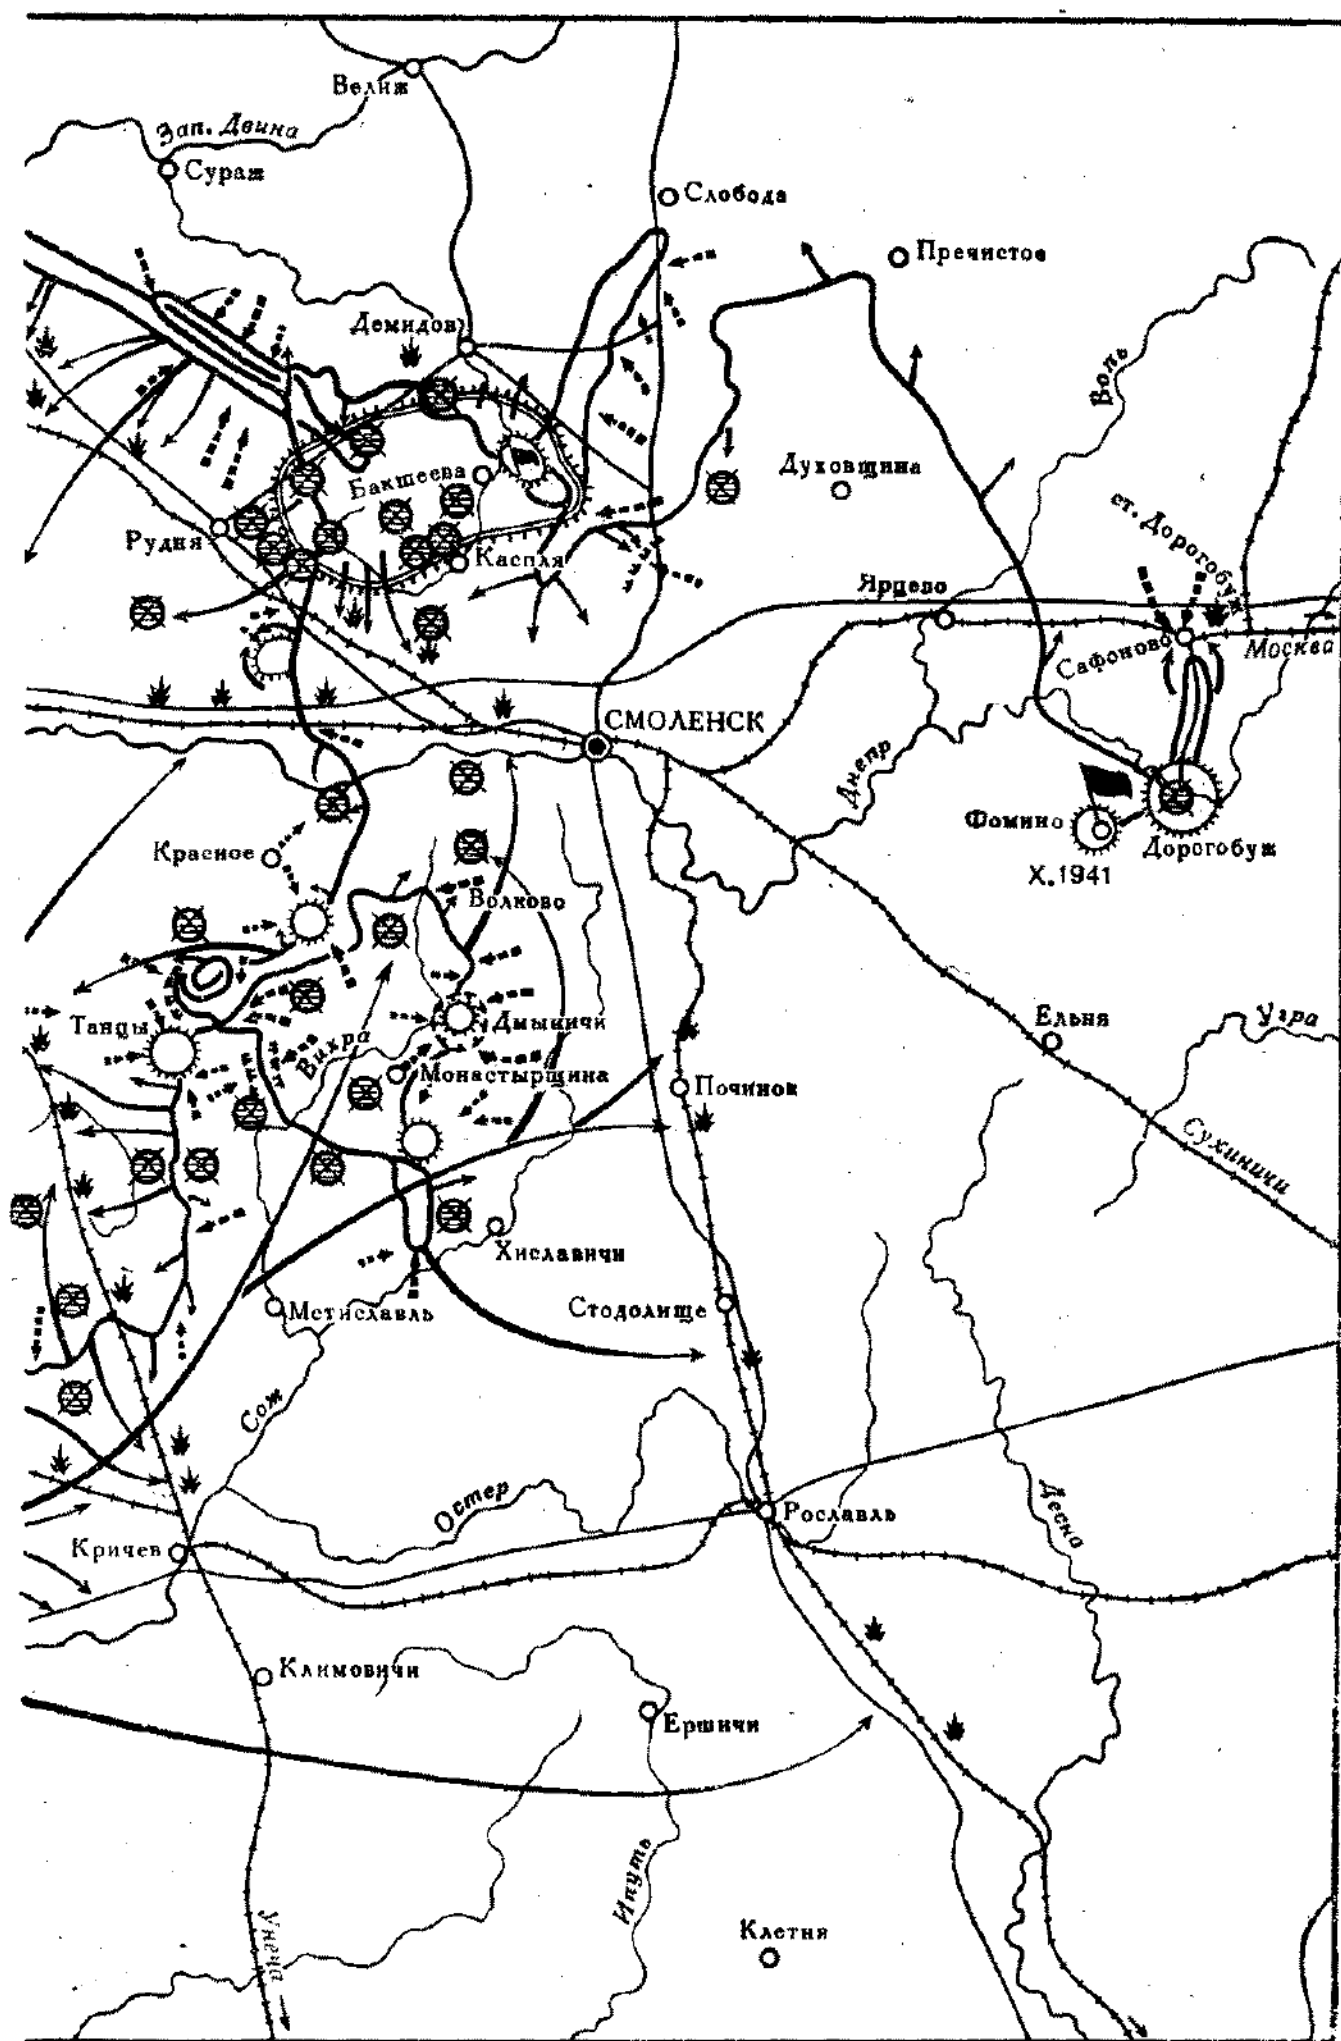 Велиж
Зап. Двина
Сураж
Слобода
Пречистое
Демидов
Вопь
Бакшеева
Духовщина
Рудня
Каспля
ст. Дорогобуж
Ярцево
Сафоново
Москва
СМОЛЕНСК
Днепр
Фомино
Дорогобуж
X.1941
Красное
Волково
Танцы
Вихра
Дмыничи
Ельня
Угра
Монастырщина
Починок
Сухиничи
Хиславичи
Мстиславль
Стодолище
Сож
Остер
Рославль
Десна
Кричев
Климовичи
Ершичи
Ипуть
Унеча
Клетня